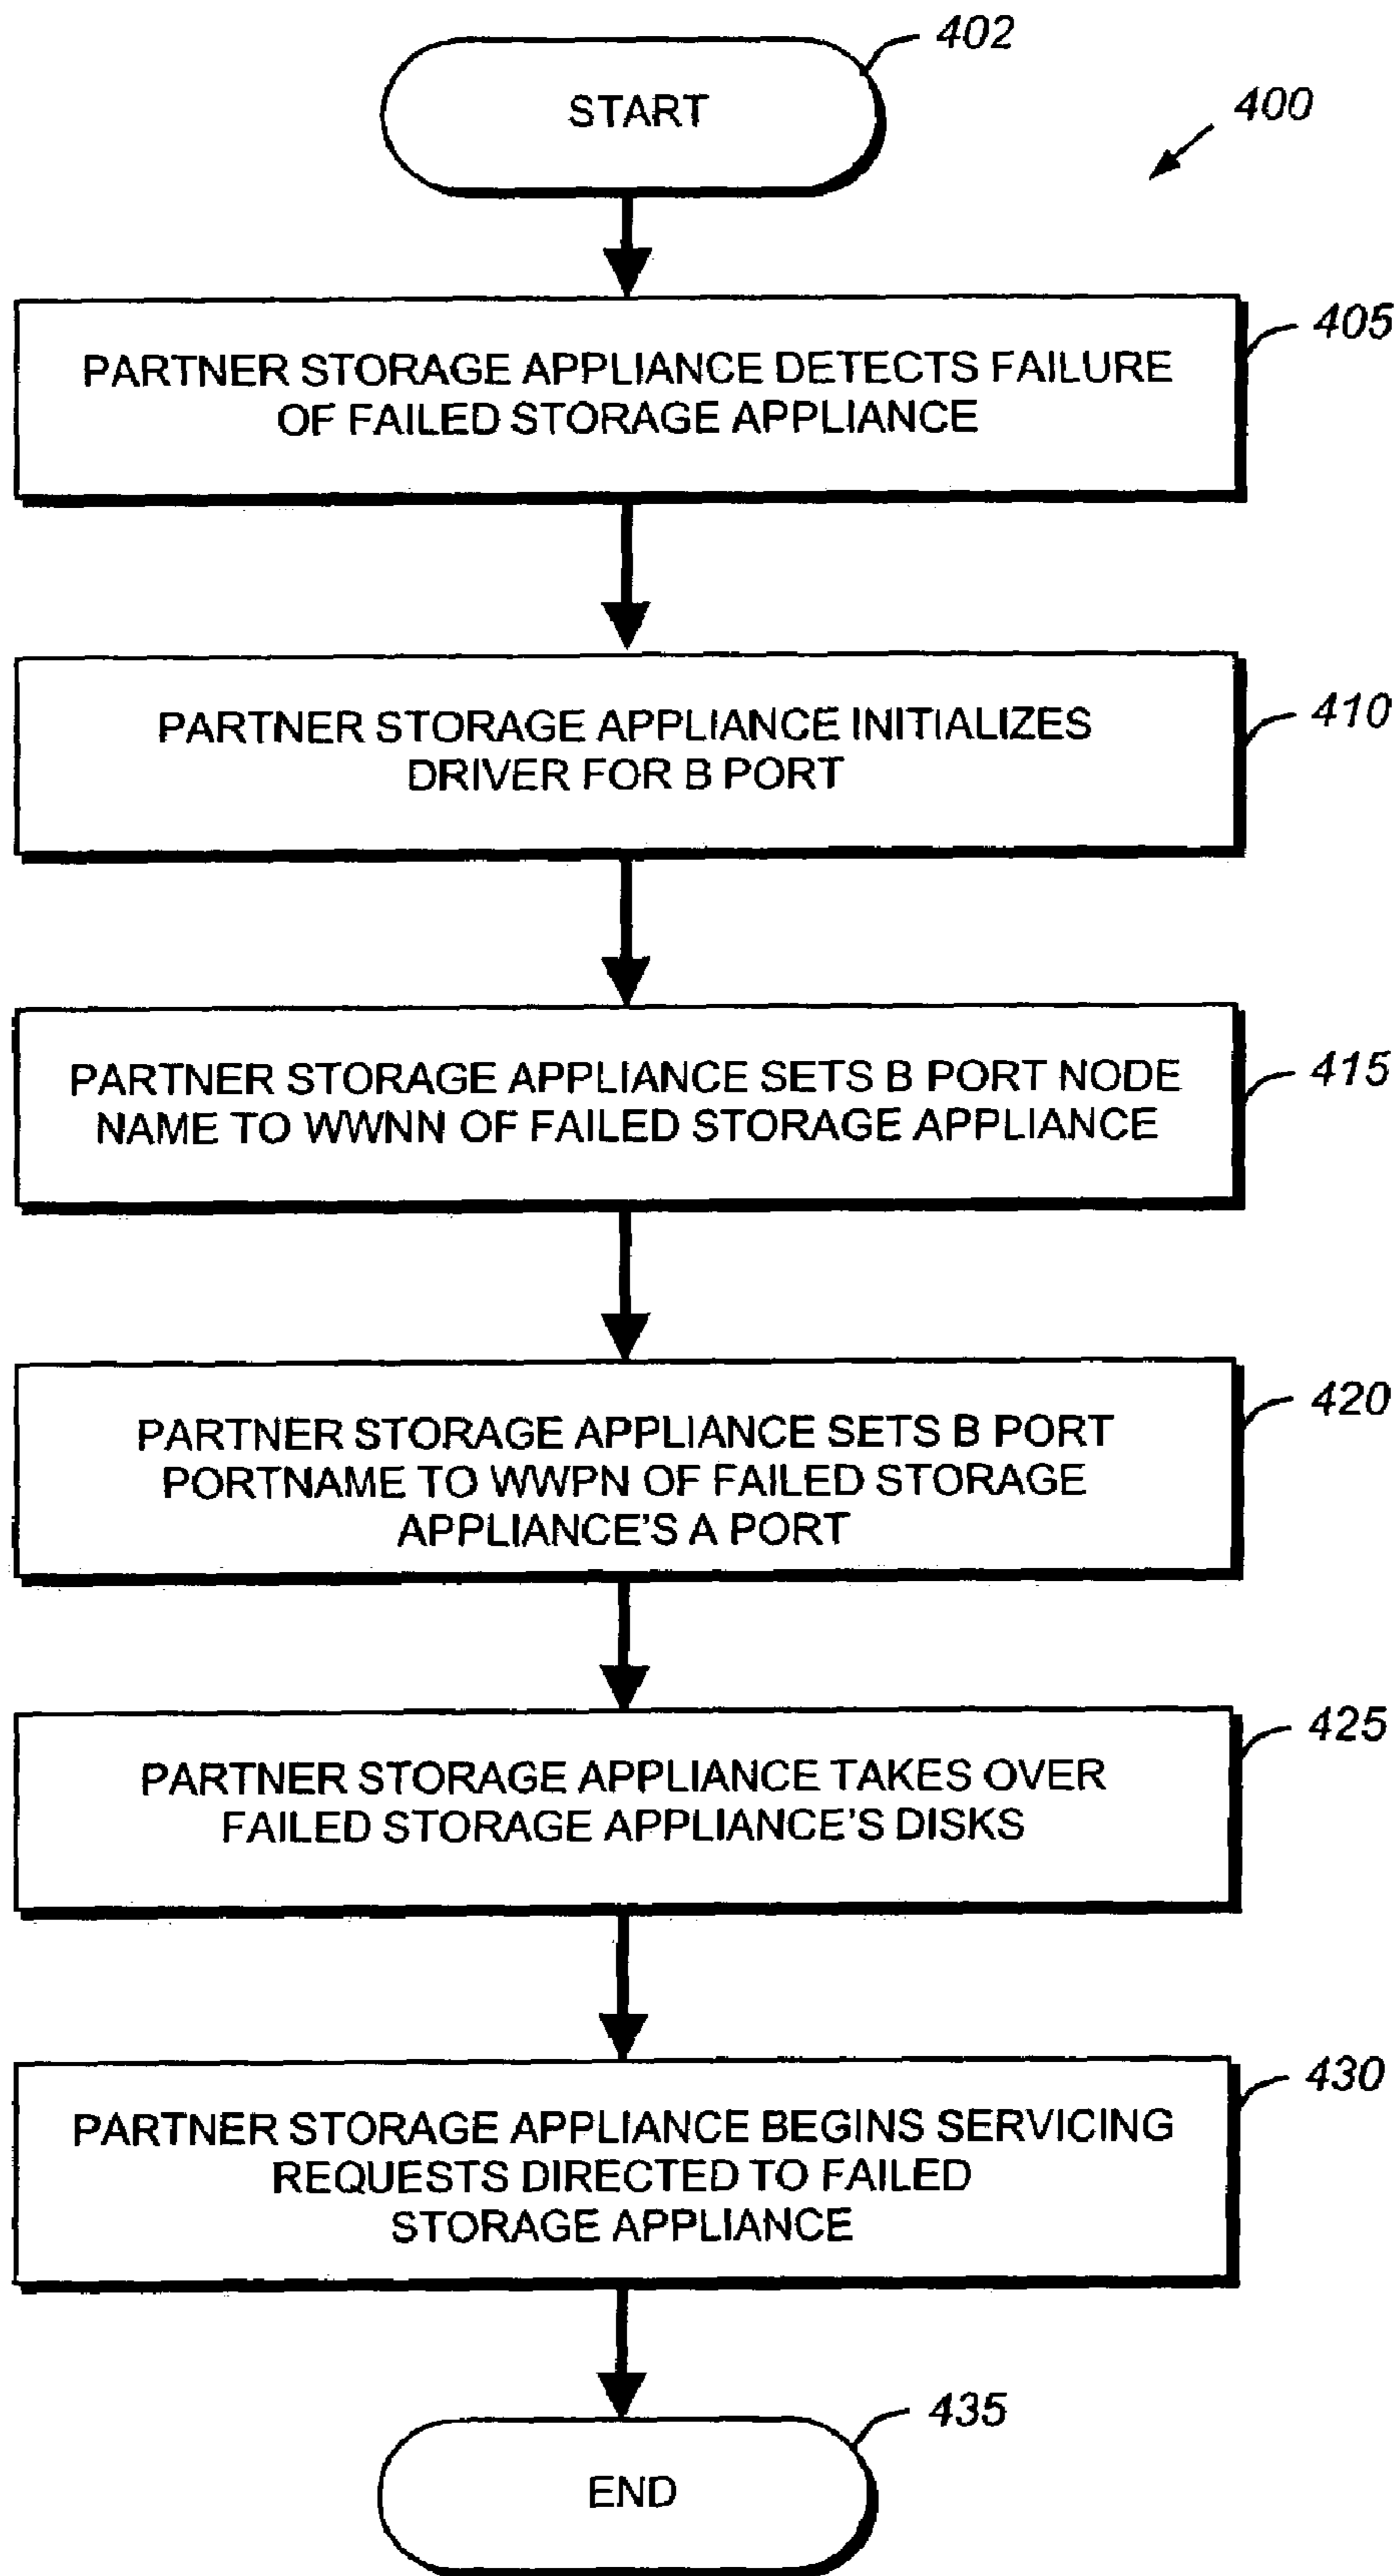 402
START
400
405
PARTNER STORAGE APPLIANCE DETECTS FAILURE
OF FAILED STORAGE APPLIANCE
410
PARTNER STORAGE APPLIANCE INITIALIZES
DRIVER FOR B PORT
415
PARTNER STORAGE APPLIANCE SETS B PORT NODE
NAME TO WWNN OF FAILED STORAGE APPLIANCE
420
PARTNER STORAGE APPLIANCE SETS B PORT
PORTNAME TO WWPN OF FAILED STORAGE
APPLIANCE'S A PORT
425
PARTNER STORAGE APPLIANCE TAKES OVER
FAILED STORAGE APPLIANCE'S DISKS
430
PARTNER STORAGE APPLIANCE BEGINS SERVICING
REQUESTS DIRECTED TO FAILED
STORAGE APPLIANCE
435
END